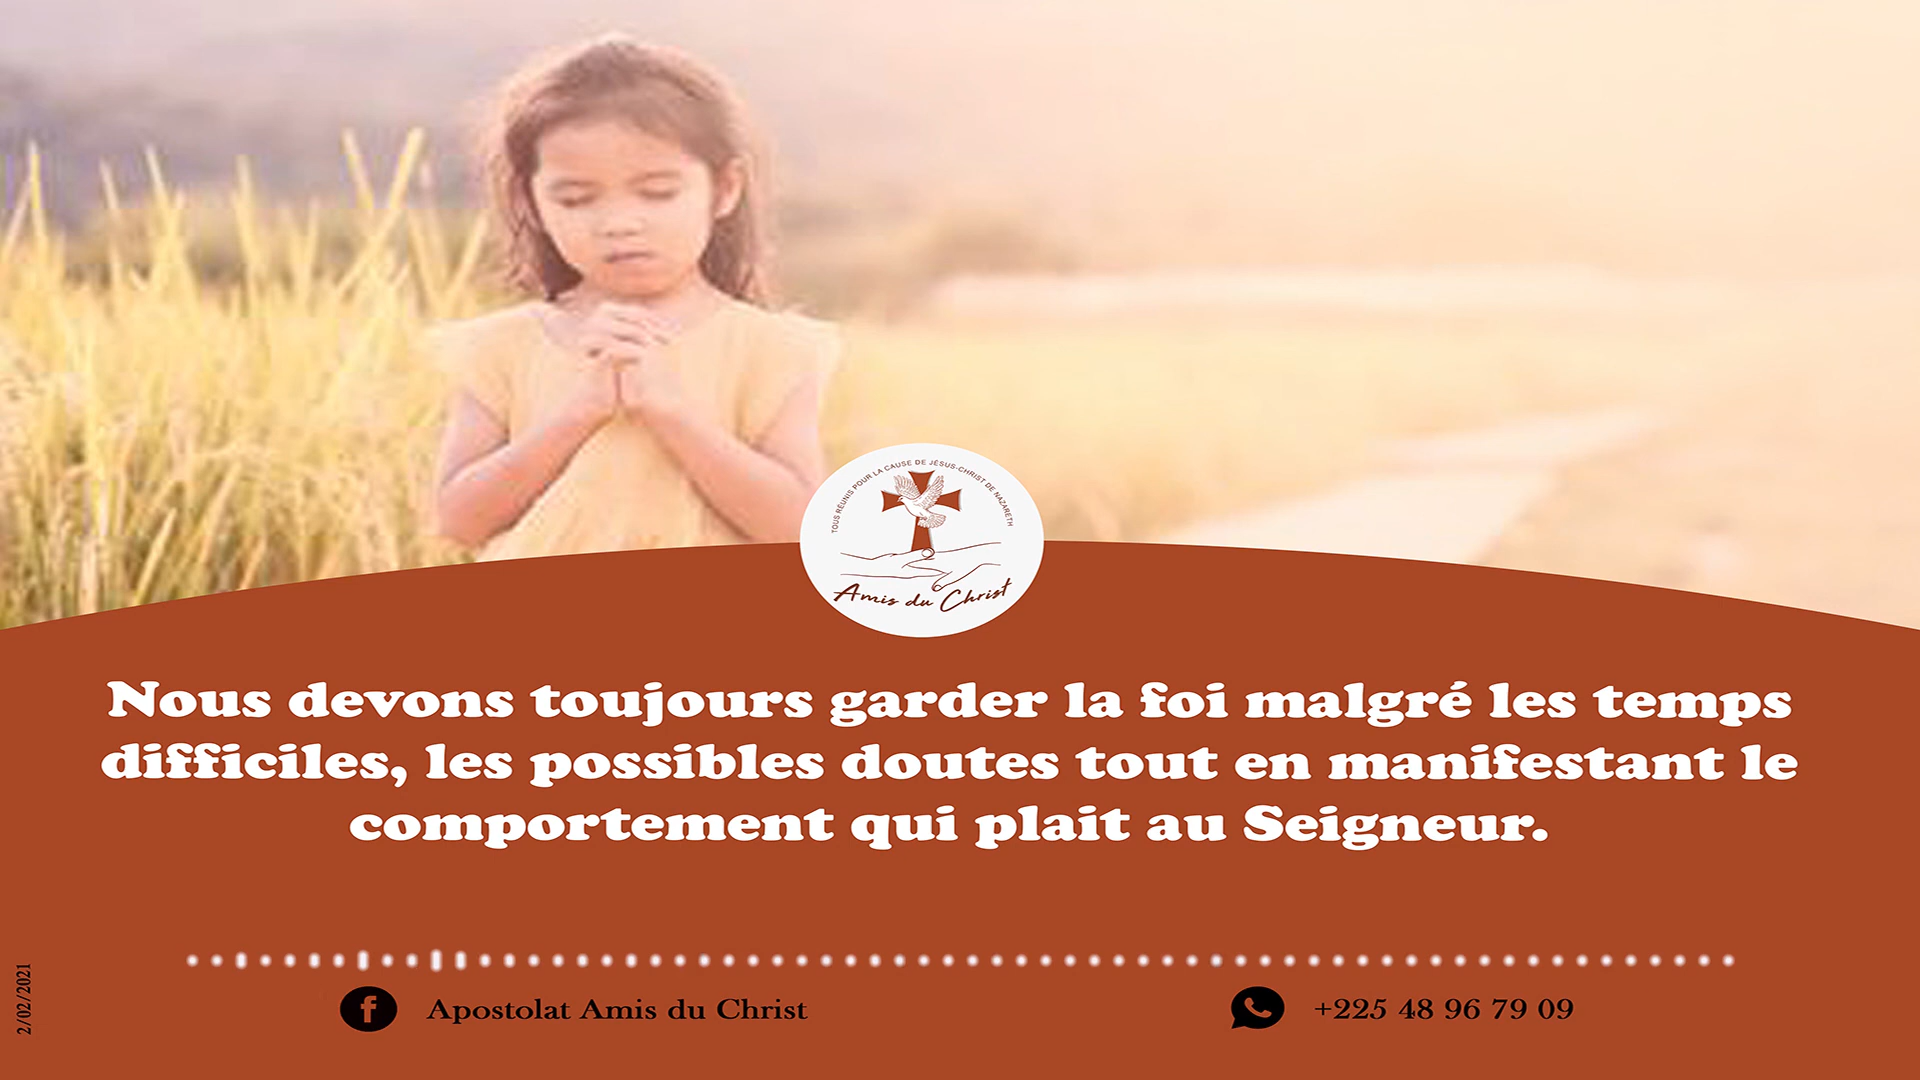 TOUS RÉUNIS POUR LA CAUSE DE JÉSUS-CHRIST DE NAZARETH
Amis du Christ
Nous devons toujours garder la foi malgré les temps
difficiles, les possibles doutes tout en manifestant le
comportement qui plait au Seigneur.
2/02/2021
Apostolat Amis du Christ
+225 48 96 79 09